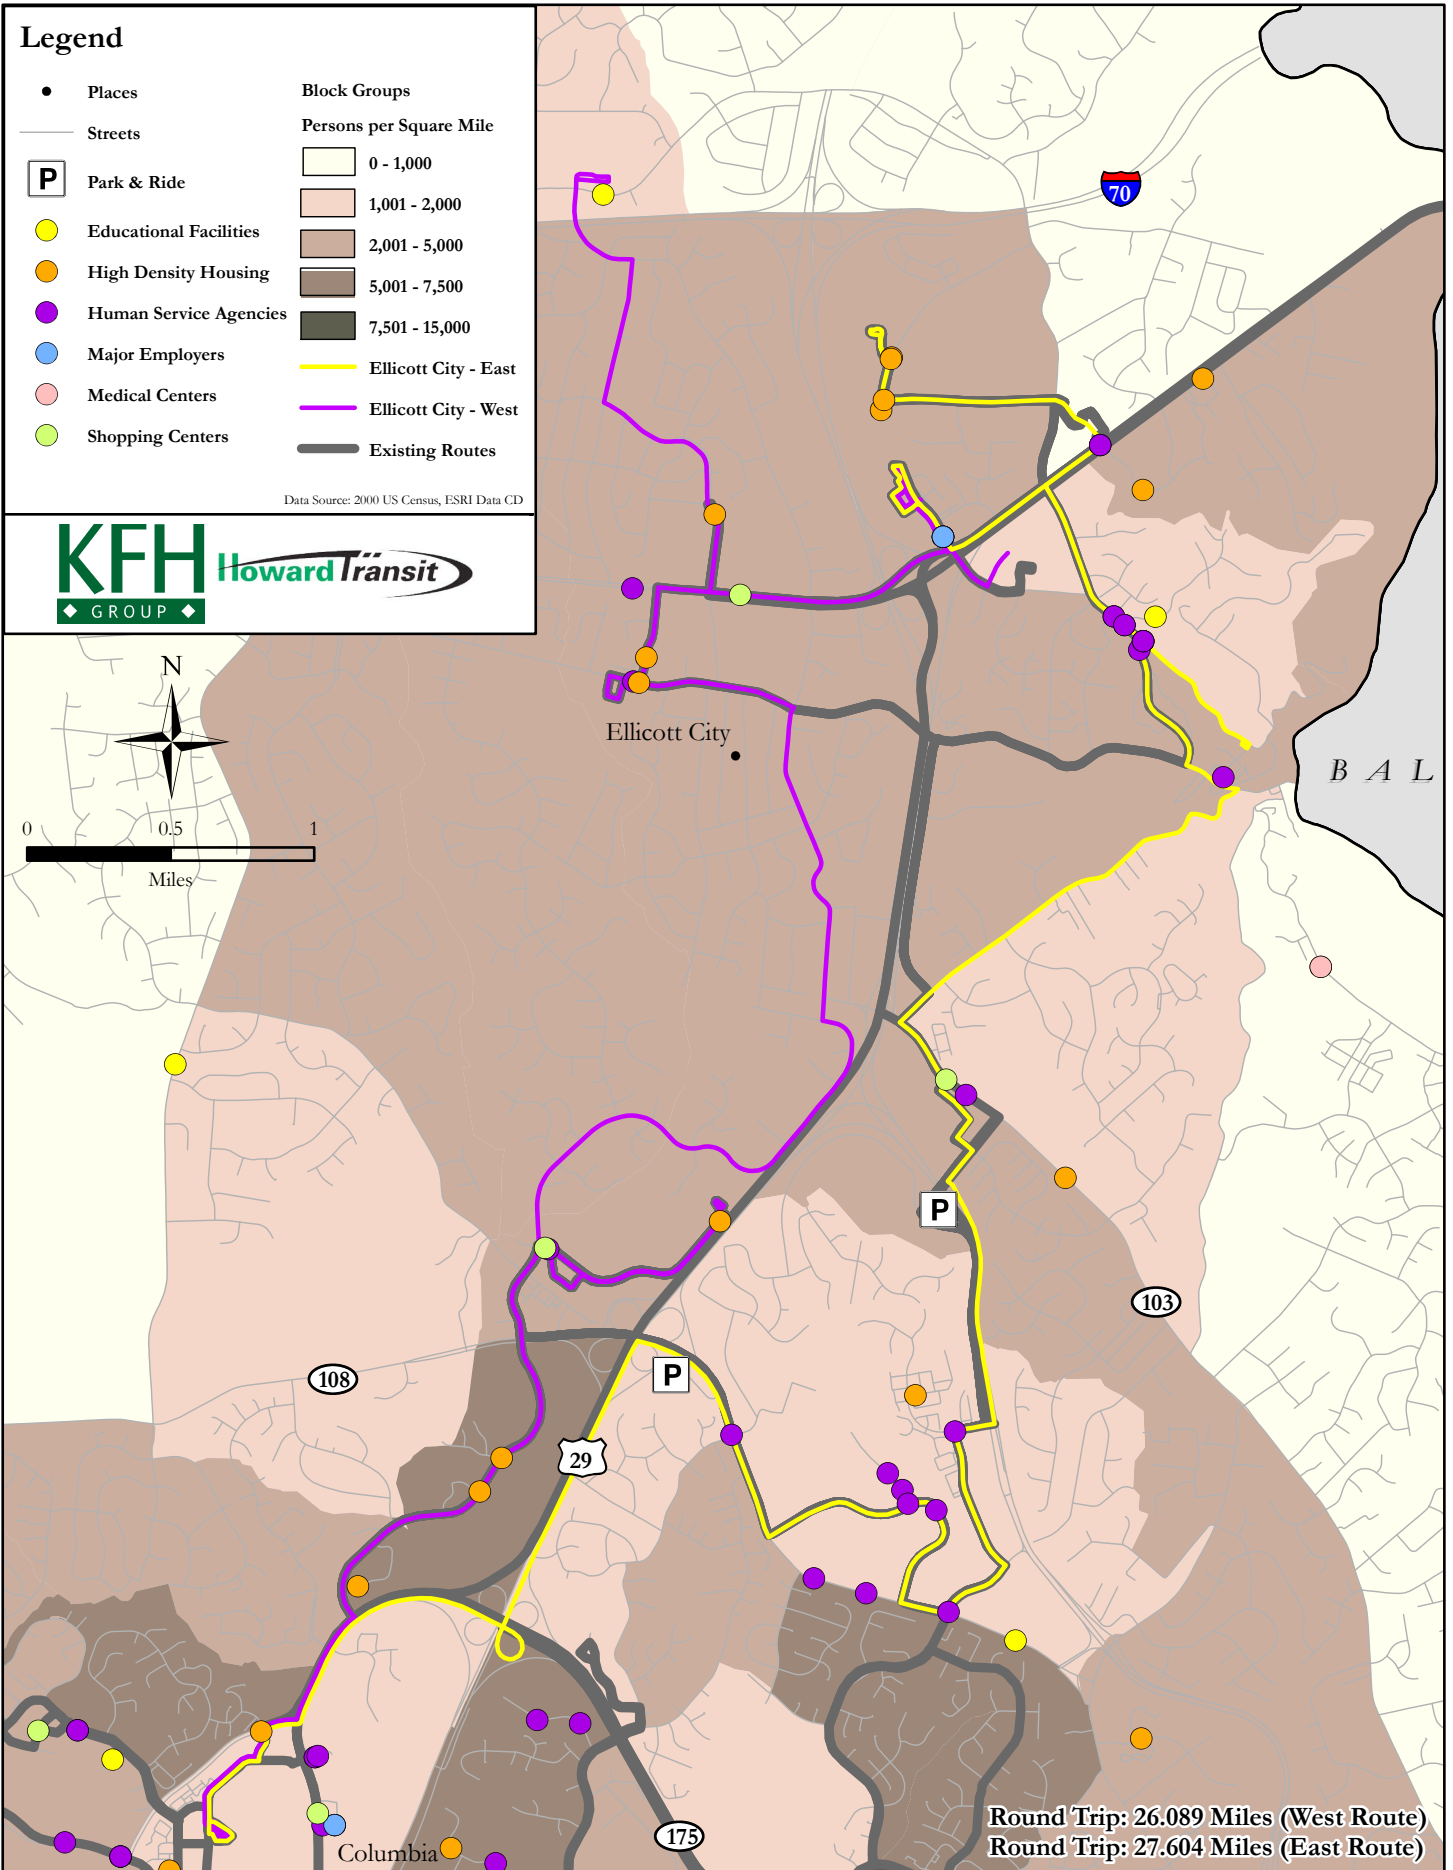 Legend
Places
Streets
P
Park & Ride
Educational Facilities
High Density Housing
Human Service Agencies
Major Employers
Medical Centers
Shopping Centers
Block Groups
Persons per Square Mile
0 - 1,000
1,001 - 2,000
2,001 - 5,000
5,001 - 7,500
7,501 - 15,000
Ellicott City - East
Ellicott City - West
Existing Routes
Data Source: 2000 US Census, ESRI Data CD
KFH
GROUP
Howard Transit
70
N
0 0.5 1
Miles
Ellicott City
B A L
P
103
P
108
29
175
Columbia
Round Trip: 26.089 Miles (West Route)
Round Trip: 27.604 Miles (East Route)